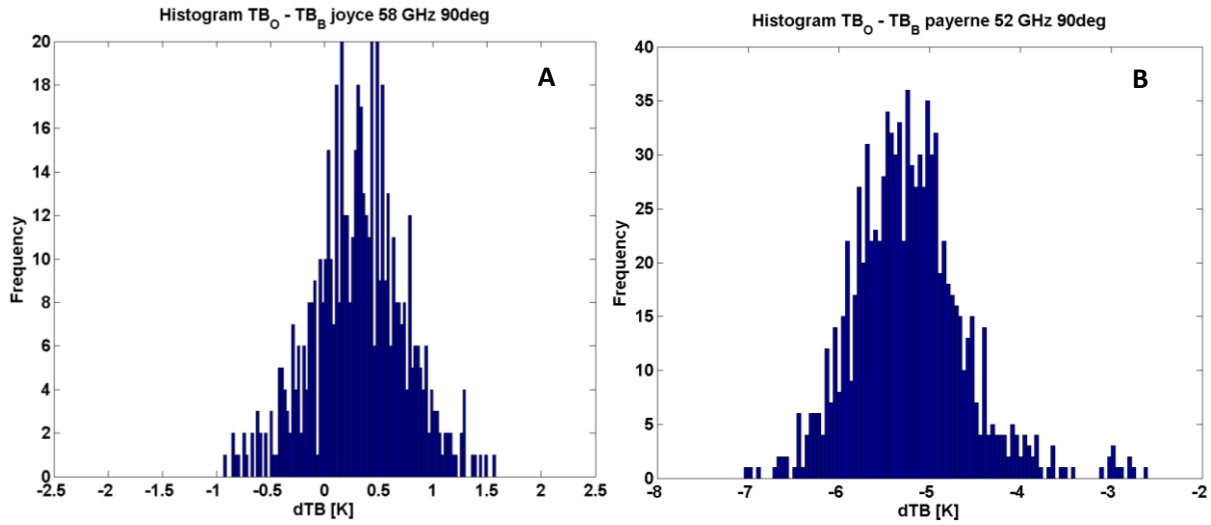 Histogram TB_O - TB_B joyce 58 GHz 90deg
A
20
18
16
14
12
10
8
6
4
2
0
Frequency
-2.5 -2 -1.5 -1 -0.5 0 0.5 1 1.5 2 2.5
dTB [K]
Histogram TB_O - TB_B payerne 52 GHz 90deg
B
40
35
30
25
20
15
10
5
0
Frequency
-8 -7 -6 -5 -4 -3 -2
dTB [K]